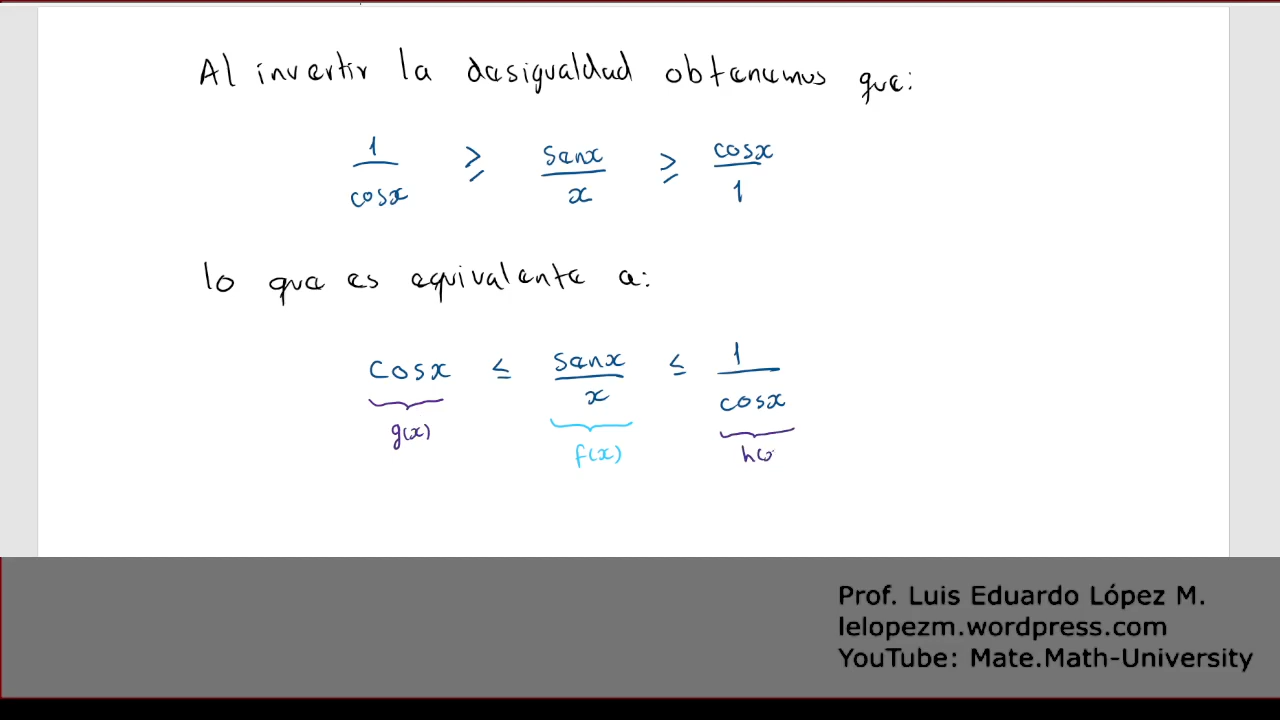 Al invertir la desigualdad obtenemos que:
1/cosx ≥ senx/x ≥ cosx/1
lo que es equivalente a:
cosx ≤ senx/x ≤ 1/cosx
g(x) f(x) h(
Prof. Luis Eduardo López M.
lelopezm.wordpress.com
YouTube: Mate.Math-University